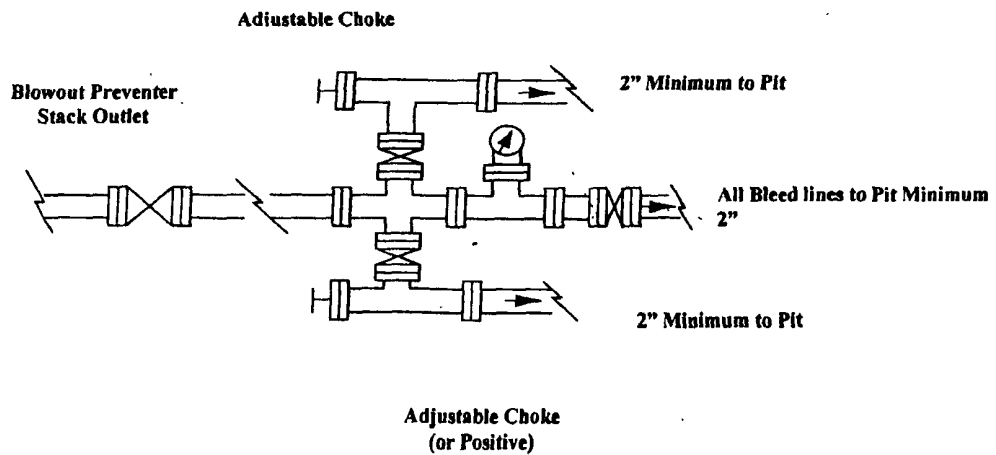 Adjustable Choke
2” Minimum to Pit
Blowout Preventer
Stack Outlet
All Bleed lines to Pit Minimum
2”
2” Minimum to Pit
Adjustable Choke
(or Positive)